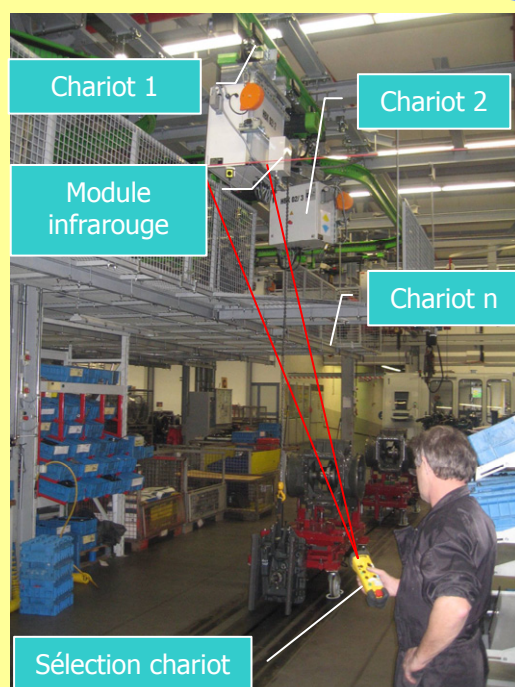 Chariot 1
Chariot 2
Module
infrarouge
Chariot n
Sélection chariot